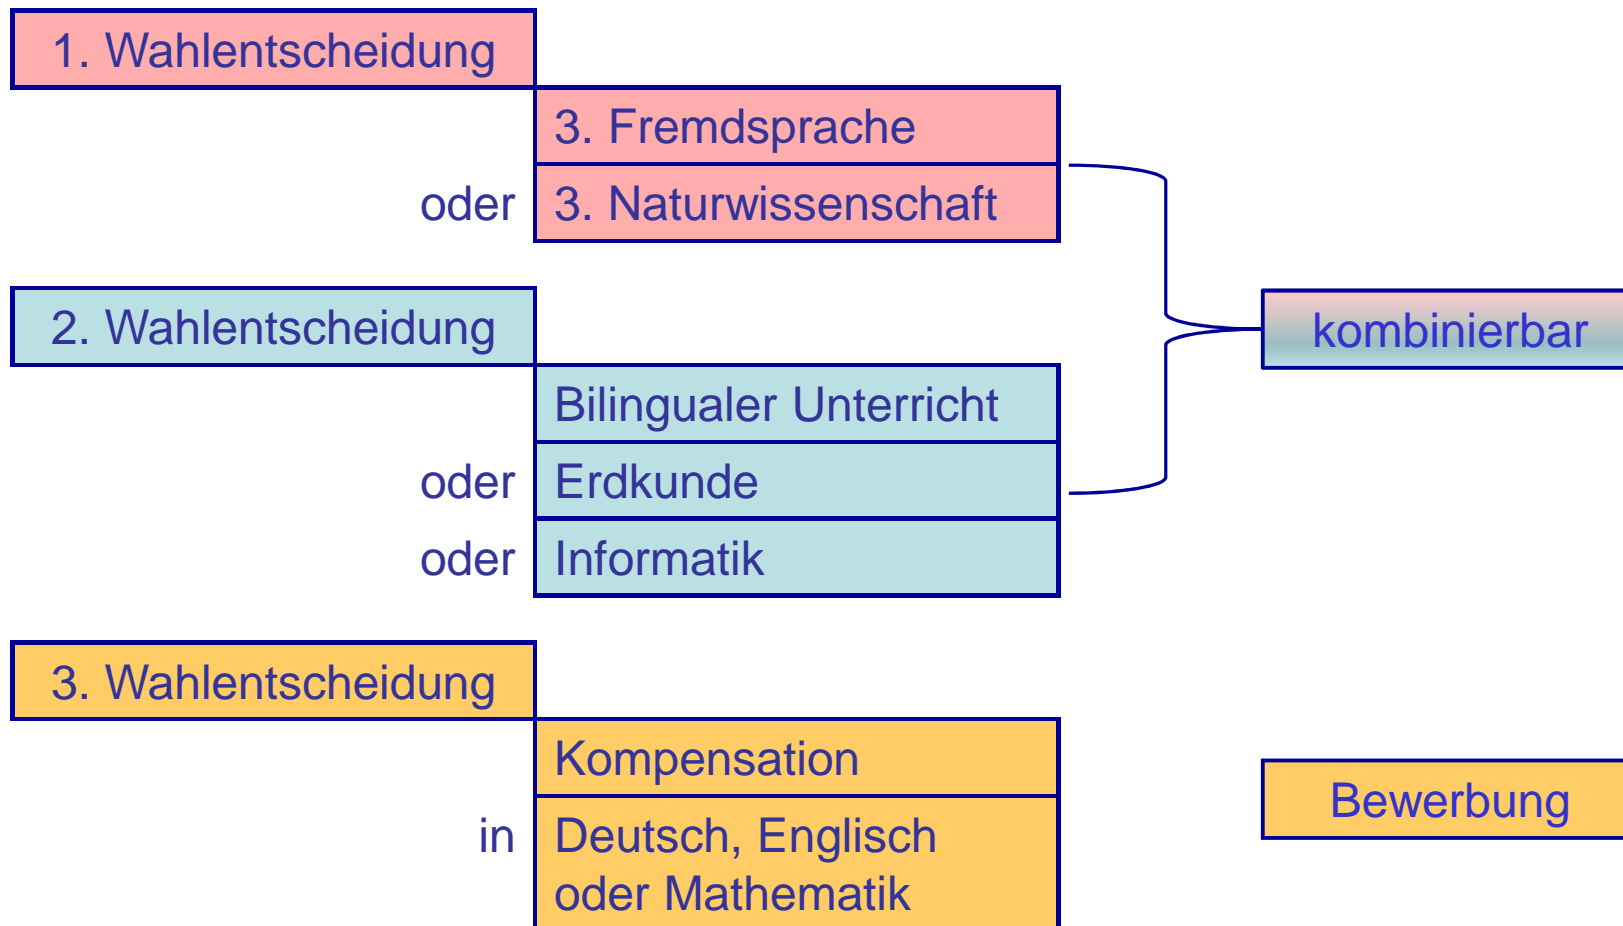 1. Wahlentscheidung
3. Fremdsprache
oder 3. Naturwissenschaft
2. Wahlentscheidung
kombinierbar
Bilingualer Unterricht
oder Erdkunde
oder Informatik
3. Wahlentscheidung
Kompensation
Bewerbung
in Deutsch, Englisch
oder Mathematik